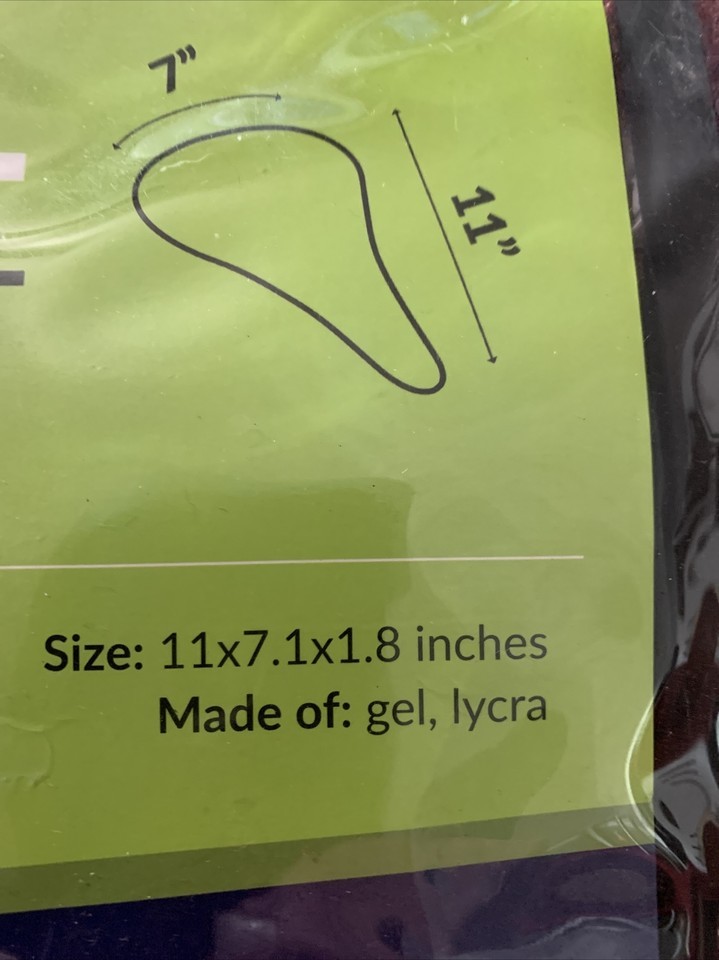 7”
11”
Size: 11x7.1x1.8 inches
Made of: gel, lycra